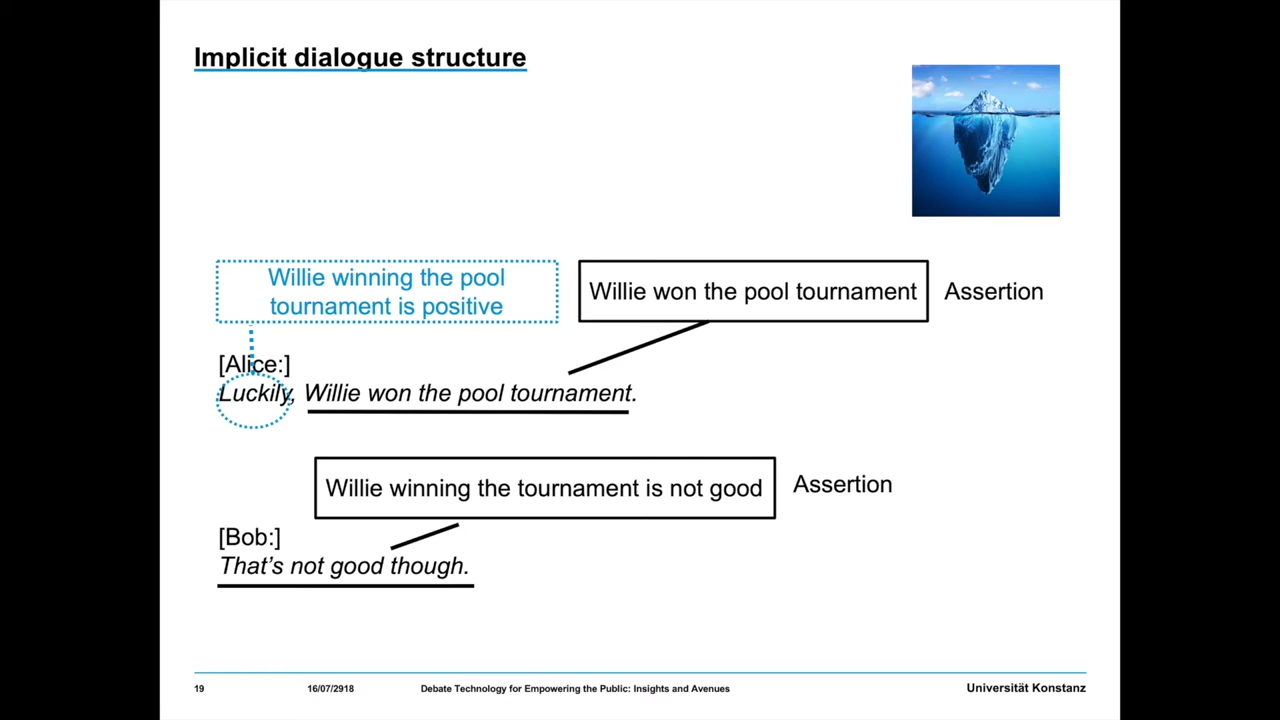 Implicit dialogue structure
Willie winning the pool
tournament is positive
Willie won the pool tournament
Assertion
[Alice:]
Luckily, Willie won the pool tournament.
Willie winning the tournament is not good
Assertion
[Bob:]
That’s not good though.
19
16/07/2918
Debate Technology for Empowering the Public: Insights and Avenues
Universität Konstanz